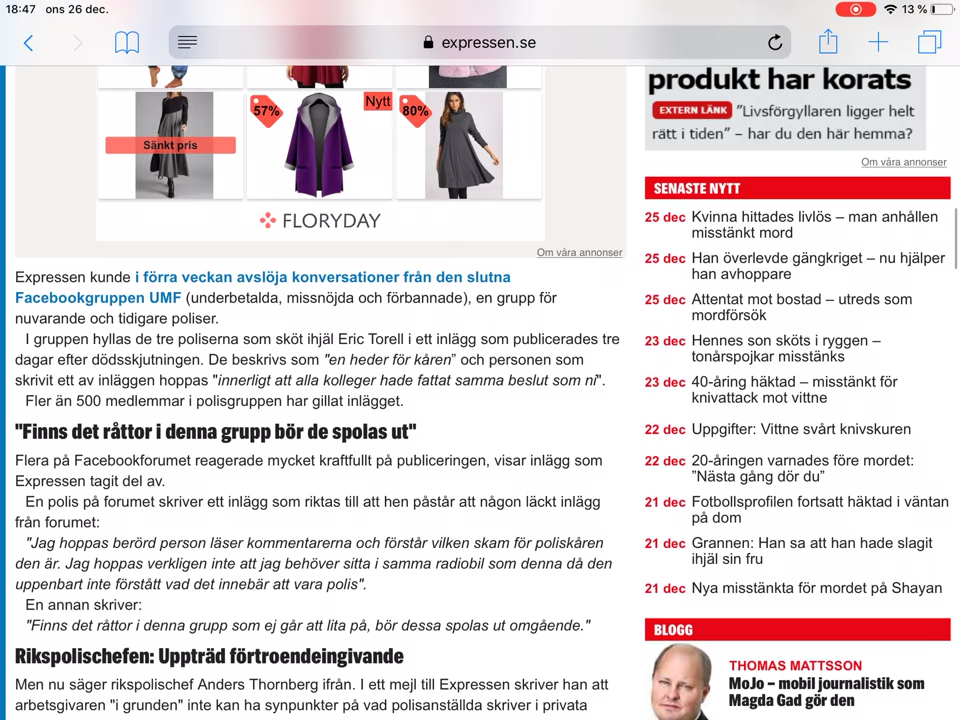 18:47 ons 26 dec.
13 %
expressen.se
57%
Nytt
80%
Sänkt pris
FLORYDAY
Om våra annonser
Expressen kunde i förra veckan avslöja konversationer från den slutna
Facebookgruppen UMF (underbetalda, missnöjda och förbannade), en grupp för
nuvarande och tidigare poliser.
I gruppen hyllas de tre poliserna som sköt ihjäl Eric Torell i ett inlägg som publicerades tre
dagar efter dödsskjutningen. De beskrivs som "en heder för kåren” och personen som
skrivit ett av inläggen hoppas "innerligt att alla kolleger hade fattat samma beslut som ni".
Fler än 500 medlemmar i polisgruppen har gillat inlägget.
"Finns det råttor i denna grupp bör de spolas ut"
Flera på Facebookforumet reagerade mycket kraftfullt på publiceringen, visar inlägg som
Expressen tagit del av.
En polis på forumet skriver ett inlägg som riktas till att hen påstår att någon läckt inlägg
från forumet:
"Jag hoppas berörd person läser kommentarerna och förstår vilken skam för poliskåren
den är. Jag hoppas verkligen inte att jag behöver sitta i samma radiobil som denna då den
uppenbart inte förstått vad det innebär att vara polis".
En annan skriver:
"Finns det råttor i denna grupp som ej går att lita på, bör dessa spolas ut omgående."
Rikspolischefen: Uppträd förtroendeingivande
Men nu säger rikspolischef Anders Thornberg ifrån. I ett mejl till Expressen skriver han att
arbetsgivaren "i grunden" inte kan ha synpunkter på vad polisanställda skriver i privata
produkt har korats
EXTERN LÄNK ”Livsförgyllaren ligger helt
rätt i tiden” – har du den här hemma?
Om våra annonser
SENASTE NYTT
25 dec Kvinna hittades livlös – man anhållen
misstänkt mord
25 dec Han överlevde gängkriget – nu hjälper
han avhoppare
25 dec Attentat mot bostad – utreds som
mordförsök
23 dec Hennes son sköts i ryggen –
tonårspojkar misstänks
23 dec 40-åring häktad – misstänkt för
knivattack mot vittne
22 dec Uppgifter: Vittne svårt knivskuren
22 dec 20-åringen varnades före mordet:
”Nästa gång dör du”
21 dec Fotbollsprofilen fortsatt häktad i väntan
på dom
21 dec Grannen: Han sa att han hade slagit
ihjäl sin fru
21 dec Nya misstänkta för mordet på Shayan
BLOGG
THOMAS MATTSSON
MoJo – mobil journalistik som
Magda Gad gör den